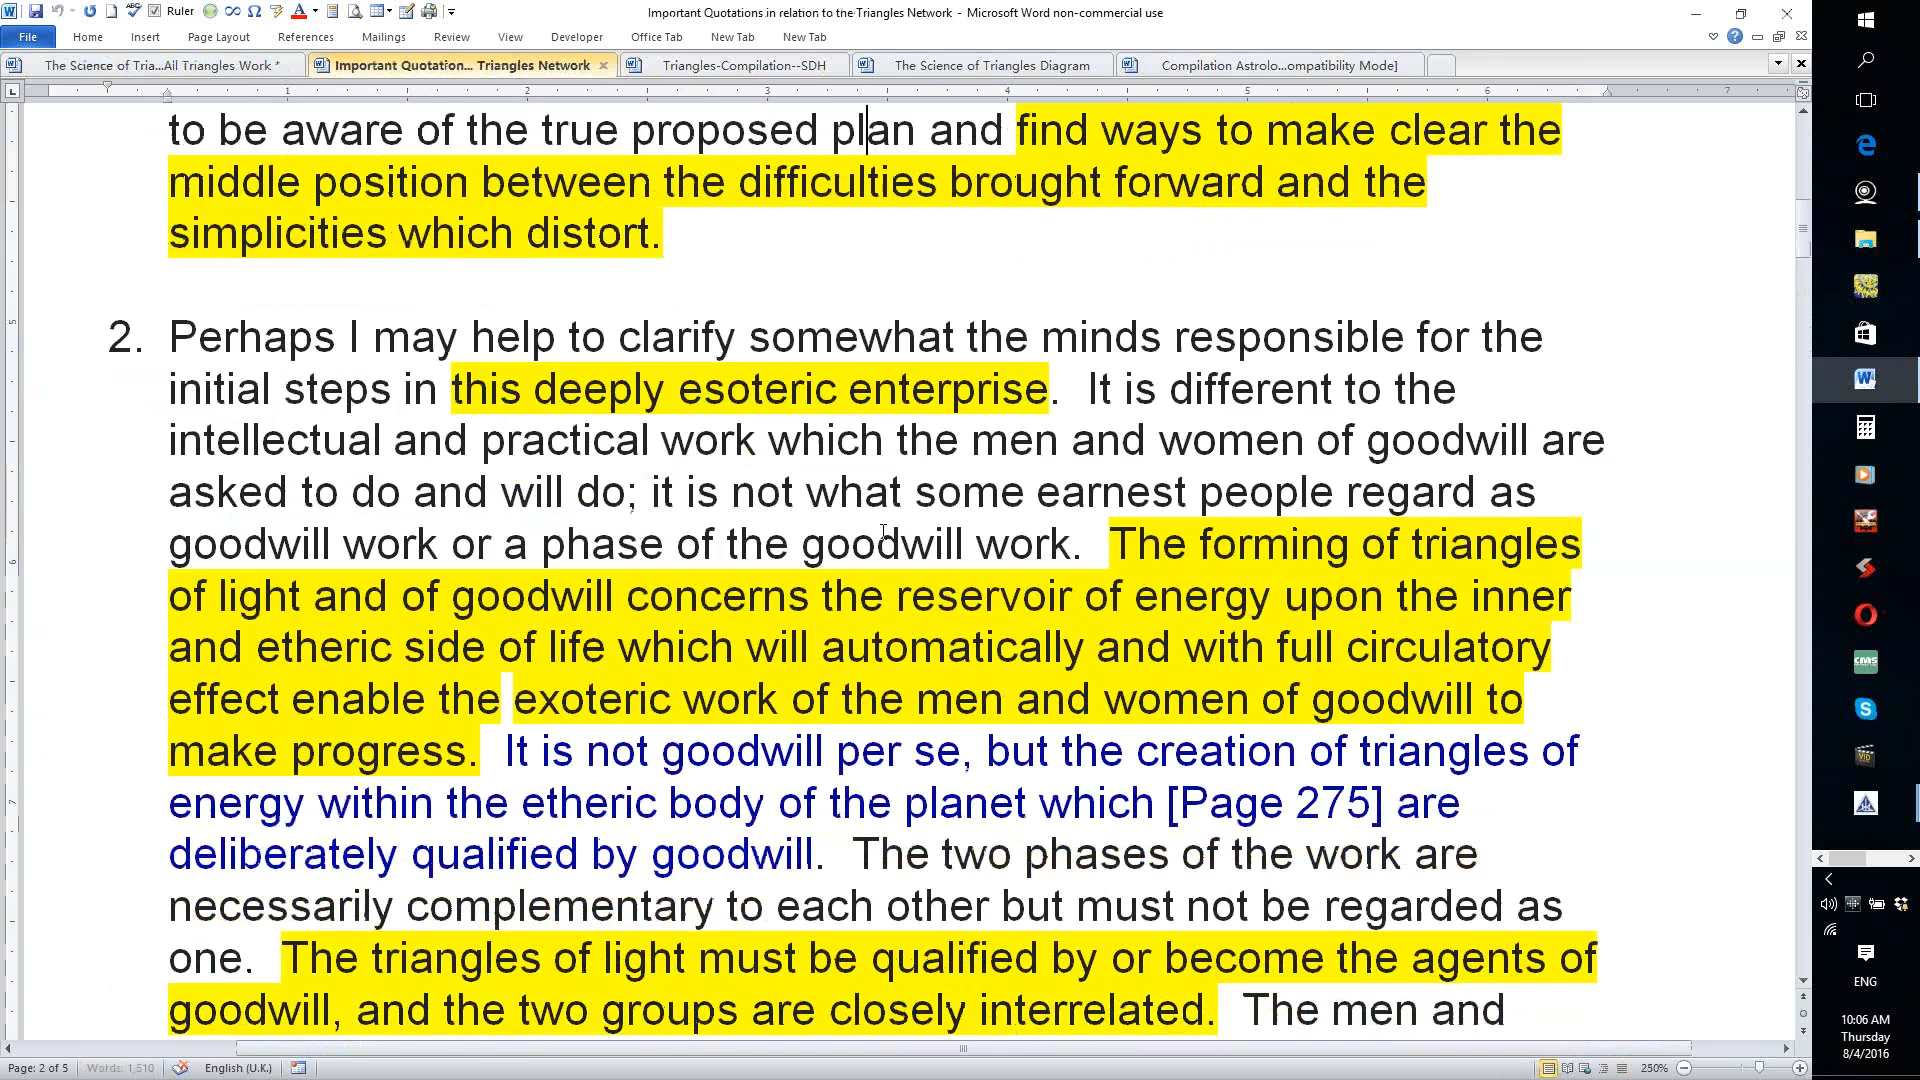 Ruler
Important Quotations in relation to the Triangles Network - Microsoft Word non-commercial use
File Home Insert Page Layout References Mailings Review View Developer Office Tab New Tab New Tab
The Science of Tria...All Triangles Work * Important Quotation... Triangles Network Triangles-Compilation--SDH The Science of Triangles Diagram Compilation Astrolo...ompatibility Mode]
1 2 3 4 5 6 7
to be aware of the true proposed plan and find ways to make clear the
middle position between the difficulties brought forward and the
simplicities which distort.
2. Perhaps I may help to clarify somewhat the minds responsible for the
initial steps in this deeply esoteric enterprise. It is different to the
intellectual and practical work which the men and women of goodwill are
asked to do and will do; it is not what some earnest people regard as
goodwill work or a phase of the goodwill work. The forming of triangles
of light and of goodwill concerns the reservoir of energy upon the inner
and etheric side of life which will automatically and with full circulatory
effect enable the exoteric work of the men and women of goodwill to
make progress. It is not goodwill per se, but the creation of triangles of
energy within the etheric body of the planet which [Page 275] are
deliberately qualified by goodwill. The two phases of the work are
necessarily complementary to each other but must not be regarded as
one. The triangles of light must be qualified by or become the agents of
goodwill, and the two groups are closely interrelated. The men and
Page: 2 of 5 Words: 1,510 English (U.K.) 250%
CMS
ENG
10:06 AM
Thursday
8/4/2016